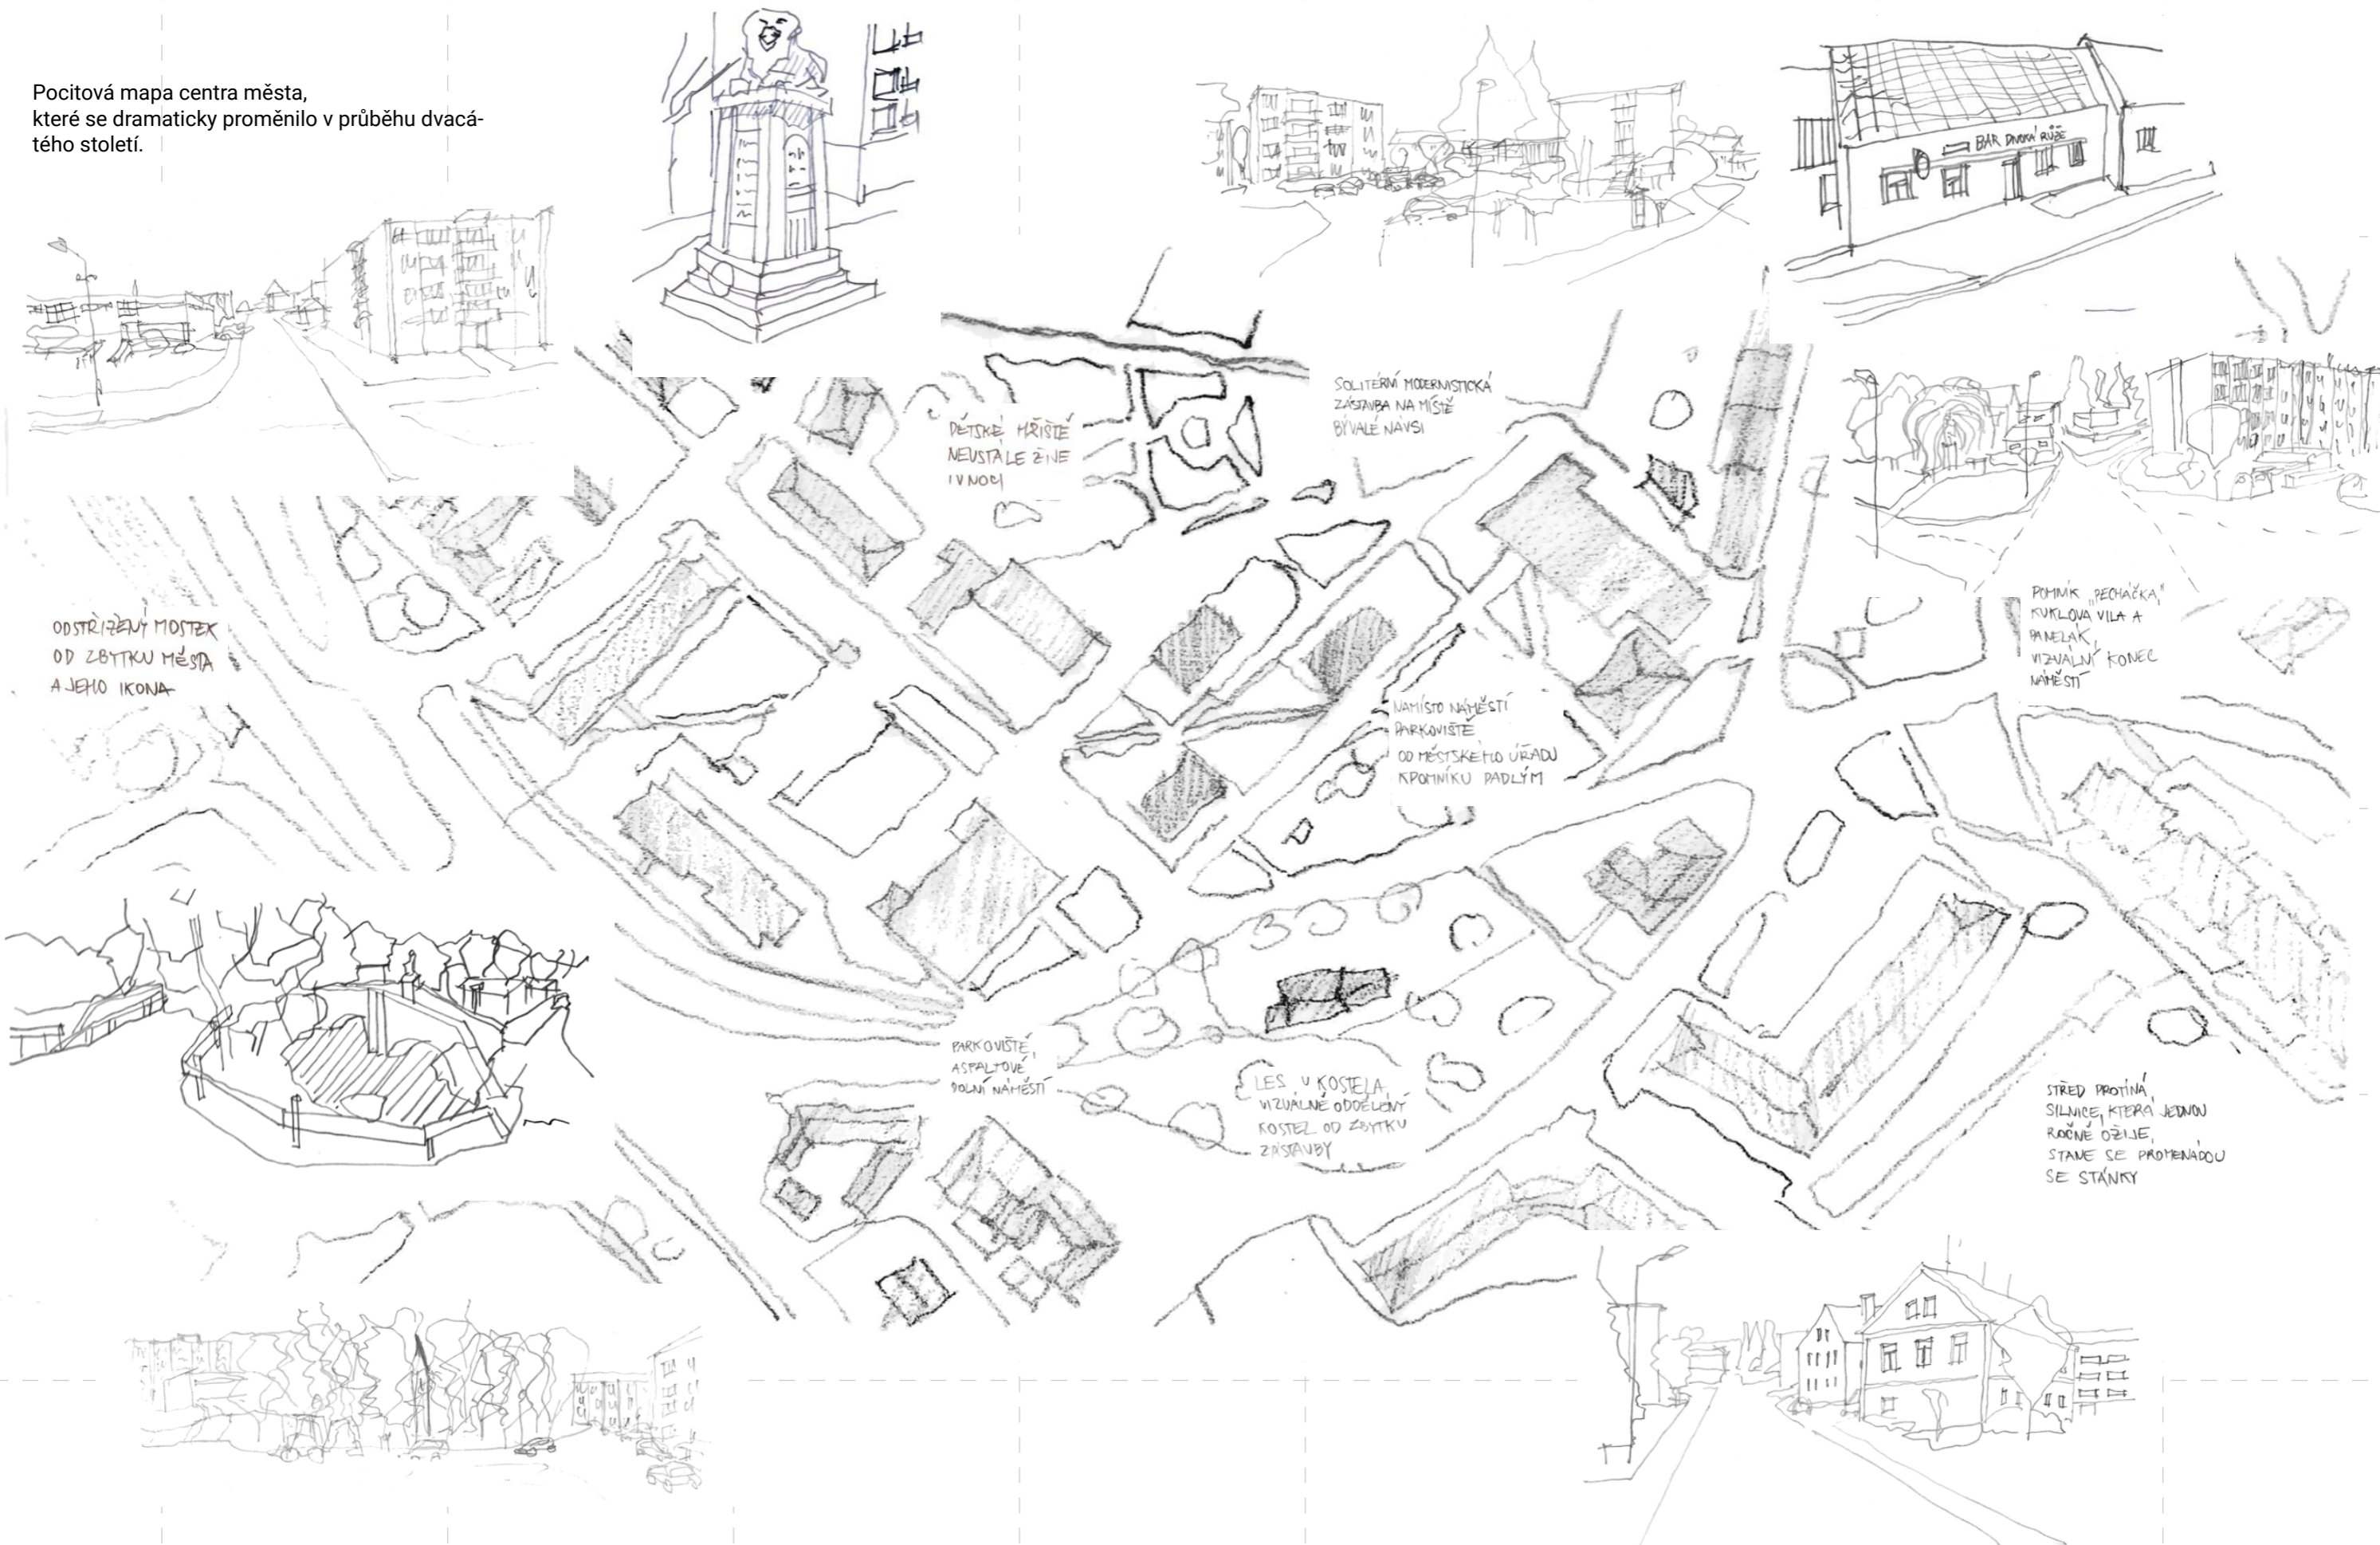 Pocitová mapa centra města,
které se dramaticky proměnilo v průběhu dvacá-
tého století.
BAR DIVOKÁ RŮŽE
SOLITERNÍ MODERNISTICKÁ
ZÁSTAVBA NA MÍSTĚ
BÝVALÉ NÁVSI
DĚTSKÉ HŘIŠTĚ
NEUSTÁLE ŽIJE
I V NOCI
ODSTŘIŽENÝ MOSTEK
OD ZBYTKU MĚSTA
A JEHO IKONA
POMNÍK „PECHÁČKA“
KUKLOVA VILA A
PANELÁK,
VIZUÁLNÍ KONEC
NÁMĚSTÍ
NAMÍSTO NÁMĚSTÍ
PARKOVIŠTĚ
OD MĚSTSKÉHO ÚŘADU
K POMNÍKU PADLÝM
PARKOVIŠTĚ,
ASFALTOVÉ
DOLNÍ NÁMĚSTÍ
LES U KOSTELA,
VIZUÁLNĚ ODDĚLENÝ
KOSTEL OD ZBYTKU
ZÁSTAVBY
STŘED PROTÍNÁ
SILNICE, KTERÁ JEDNOU
ROČNĚ OŽIJE,
STANE SE PROMENÁDOU
SE STÁNKY